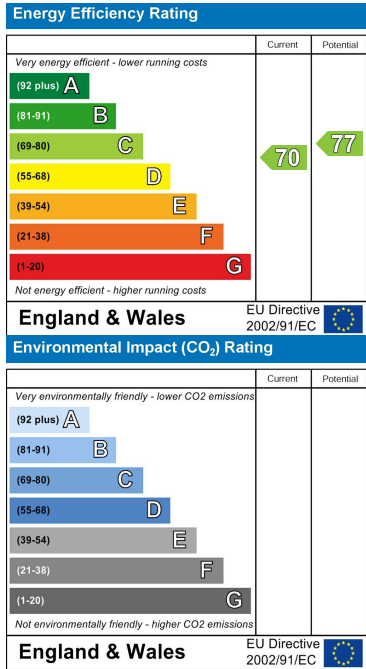 Energy Efficiency Rating
Current Potential
Very energy efficient - lower running costs
(92 plus) A
(81-91) B
(69-80) C
(55-68) D
(39-54) E
(21-38) F
(1-20) G
70 77
Not energy efficient - higher running costs
England & Wales
EU Directive
2002/91/EC
Environmental Impact (CO₂) Rating
Current Potential
Very environmentally friendly - lower CO2 emissions
(92 plus) A
(81-91) B
(69-80) C
(55-68) D
(39-54) E
(21-38) F
(1-20) G
Not environmentally friendly - higher CO2 emissions
England & Wales
EU Directive
2002/91/EC